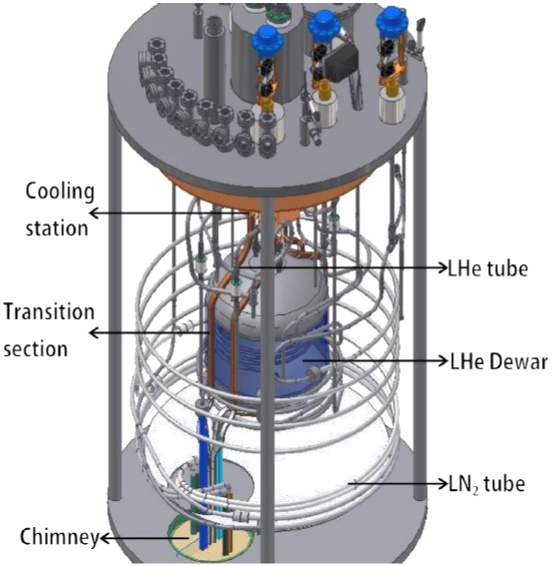 Cooling
station
LHe tube
Transition
section
LHe Dewar
LN₂ tube
Chimney